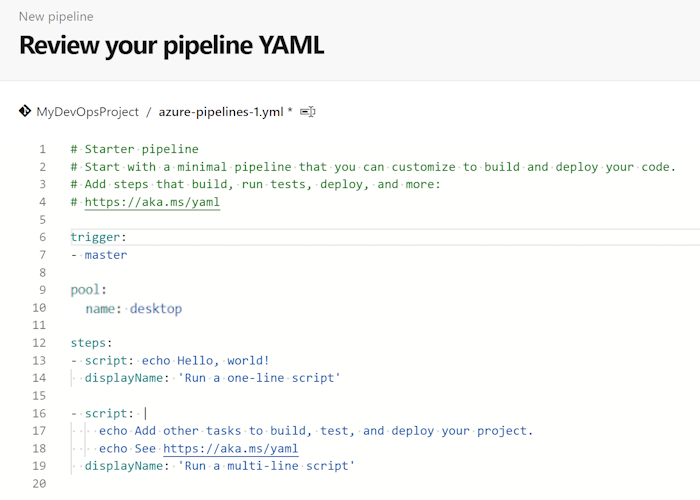 New pipeline
Review your pipeline YAML
MyDevOpsProject / azure-pipelines-1.yml *
1 # Starter pipeline
2 # Start with a minimal pipeline that you can customize to build and deploy your code.
3 # Add steps that build, run tests, deploy, and more:
4 # https://aka.ms/yaml
5
6 trigger:
7 - master
8
9 pool:
10   name: desktop
11
12 steps:
13 - script: echo Hello, world!
14   displayName: 'Run a one-line script'
15
16 - script: |
17     echo Add other tasks to build, test, and deploy your project.
18     echo See https://aka.ms/yaml
19   displayName: 'Run a multi-line script'
20